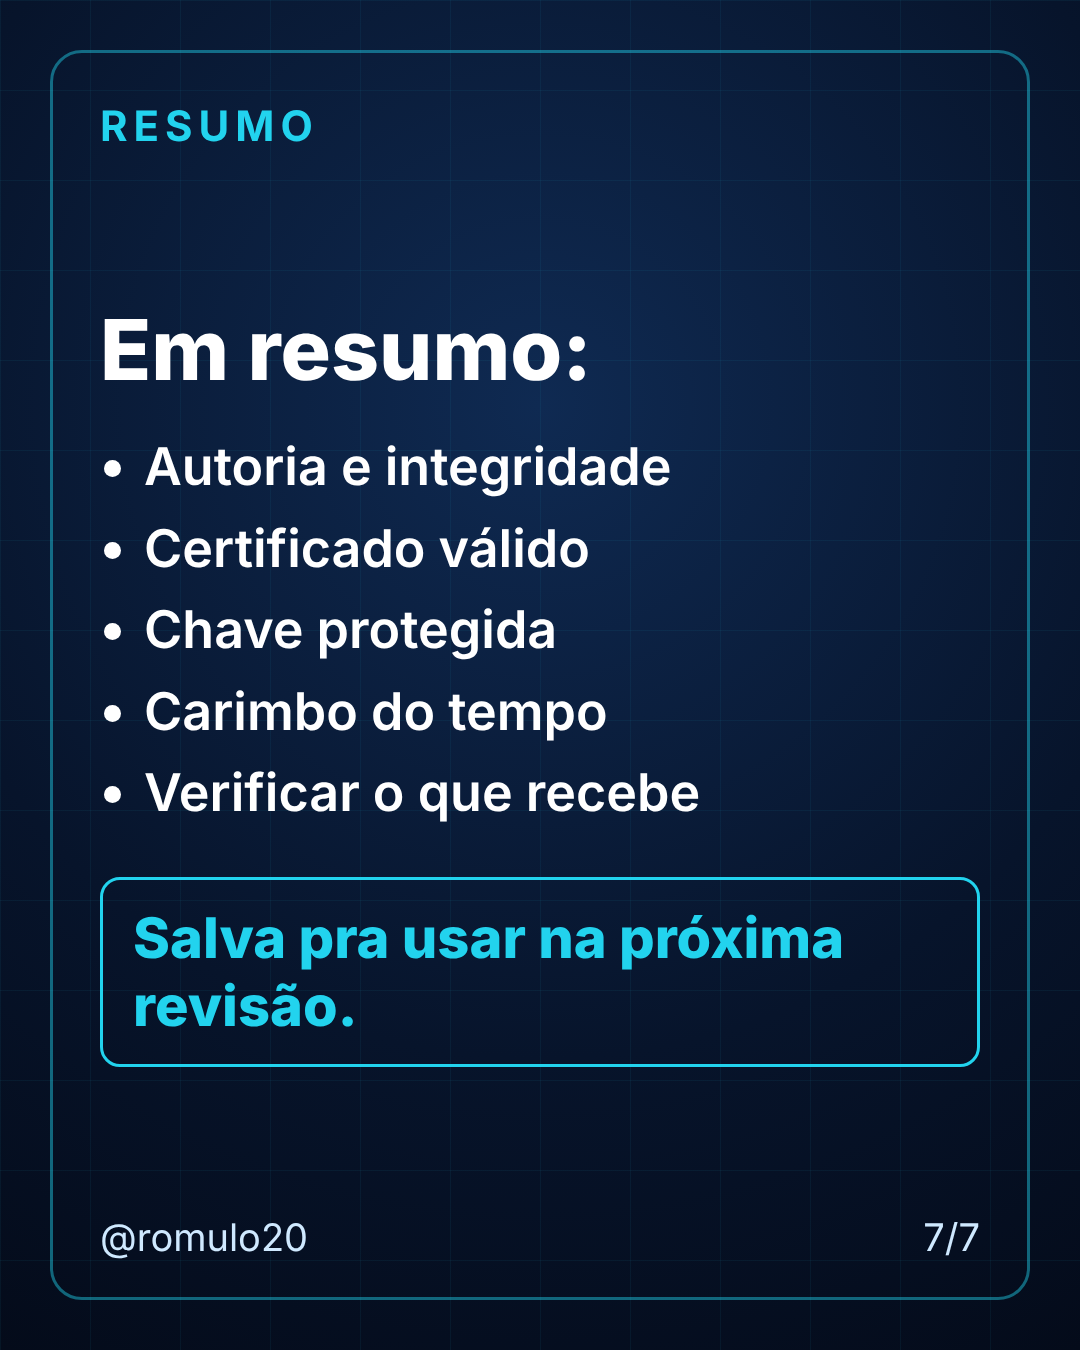 RESUMO
Em resumo:
• Autoria e integridade
• Certificado válido
• Chave protegida
• Carimbo do tempo
• Verificar o que recebe
Salva pra usar na próxima
revisão.
@romulo20
7/7